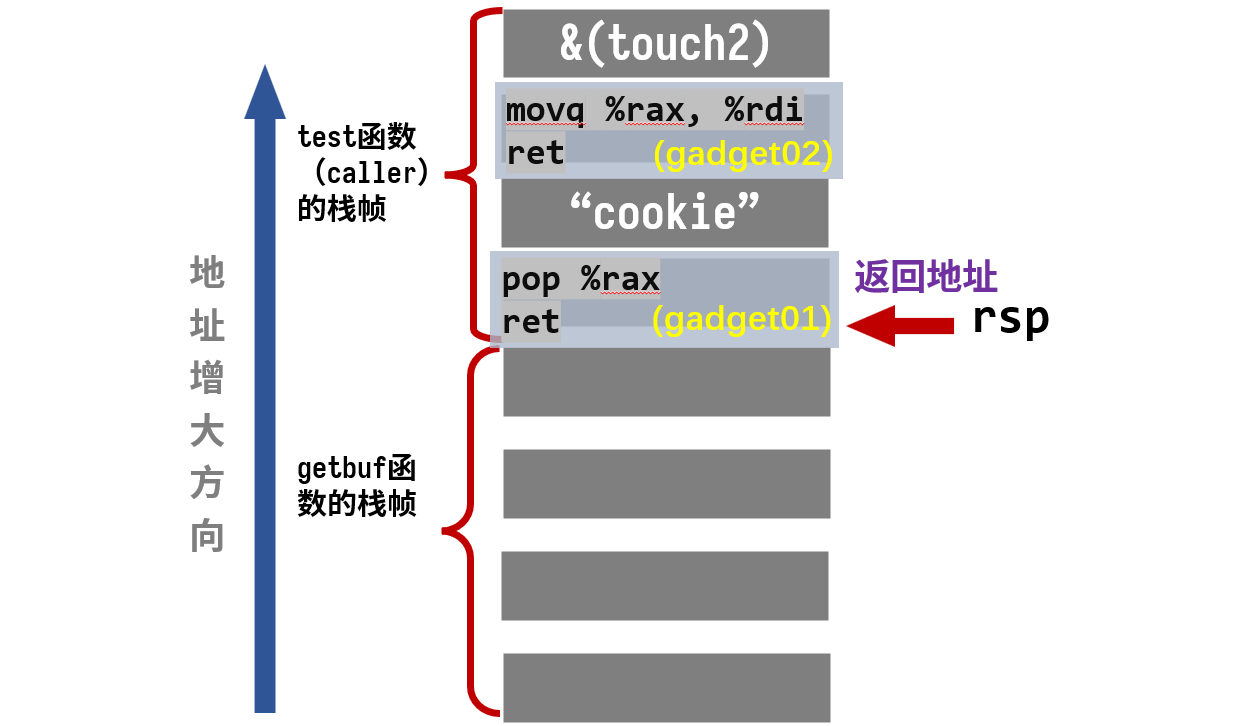 &(touch2)
movq %rax, %rdi
ret
(gadget02)
“cookie”
pop %rax
ret
(gadget01)
返回地址
rsp
test函数
（caller）
的栈帧
getbuf函
数的栈帧
地
址
增
大
方
向